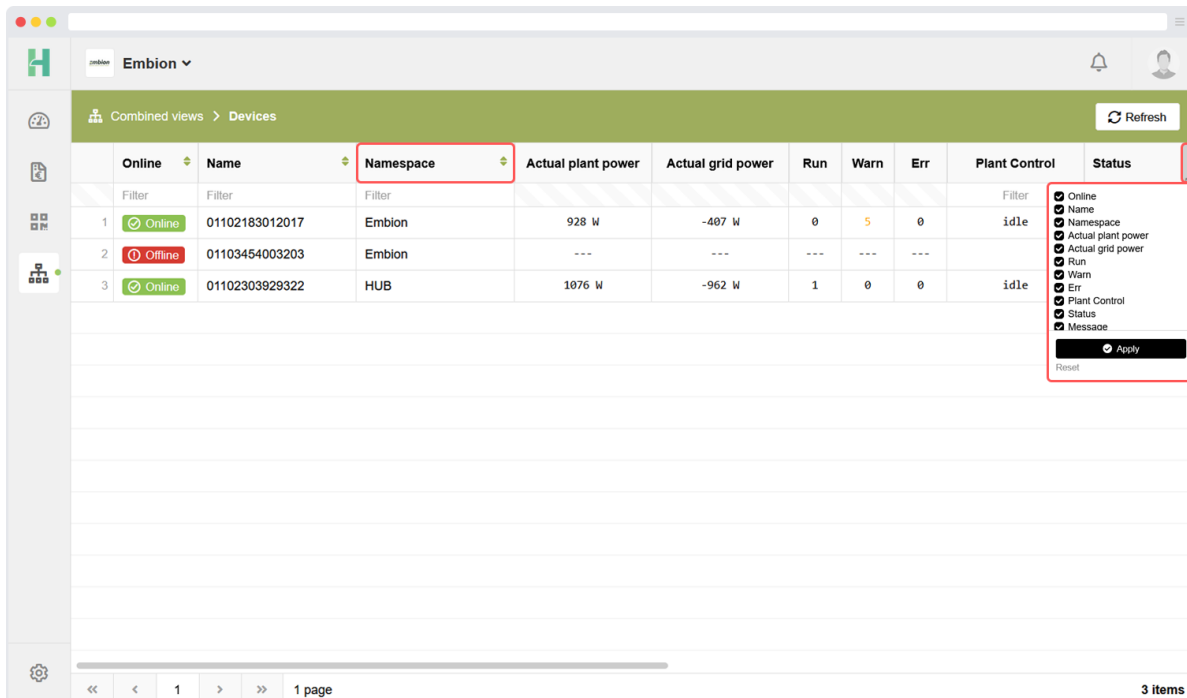 embion Embion
Combined views > Devices Refresh
Online Name Namespace Actual plant power Actual grid power Run Warn Err Plant Control Status
Filter Filter Filter Filter
1 Online 01102183012017 Embion 928 W -407 W 0 5 0 idle
2 Offline 01103454003203 Embion --- --- --- --- ---
3 Online 01102303929322 HUB 1076 W -962 W 1 0 0 idle
Online
Name
Namespace
Actual plant power
Actual grid power
Run
Warn
Err
Plant Control
Status
Message
Apply
Reset
« < 1 > » 1 page 3 items